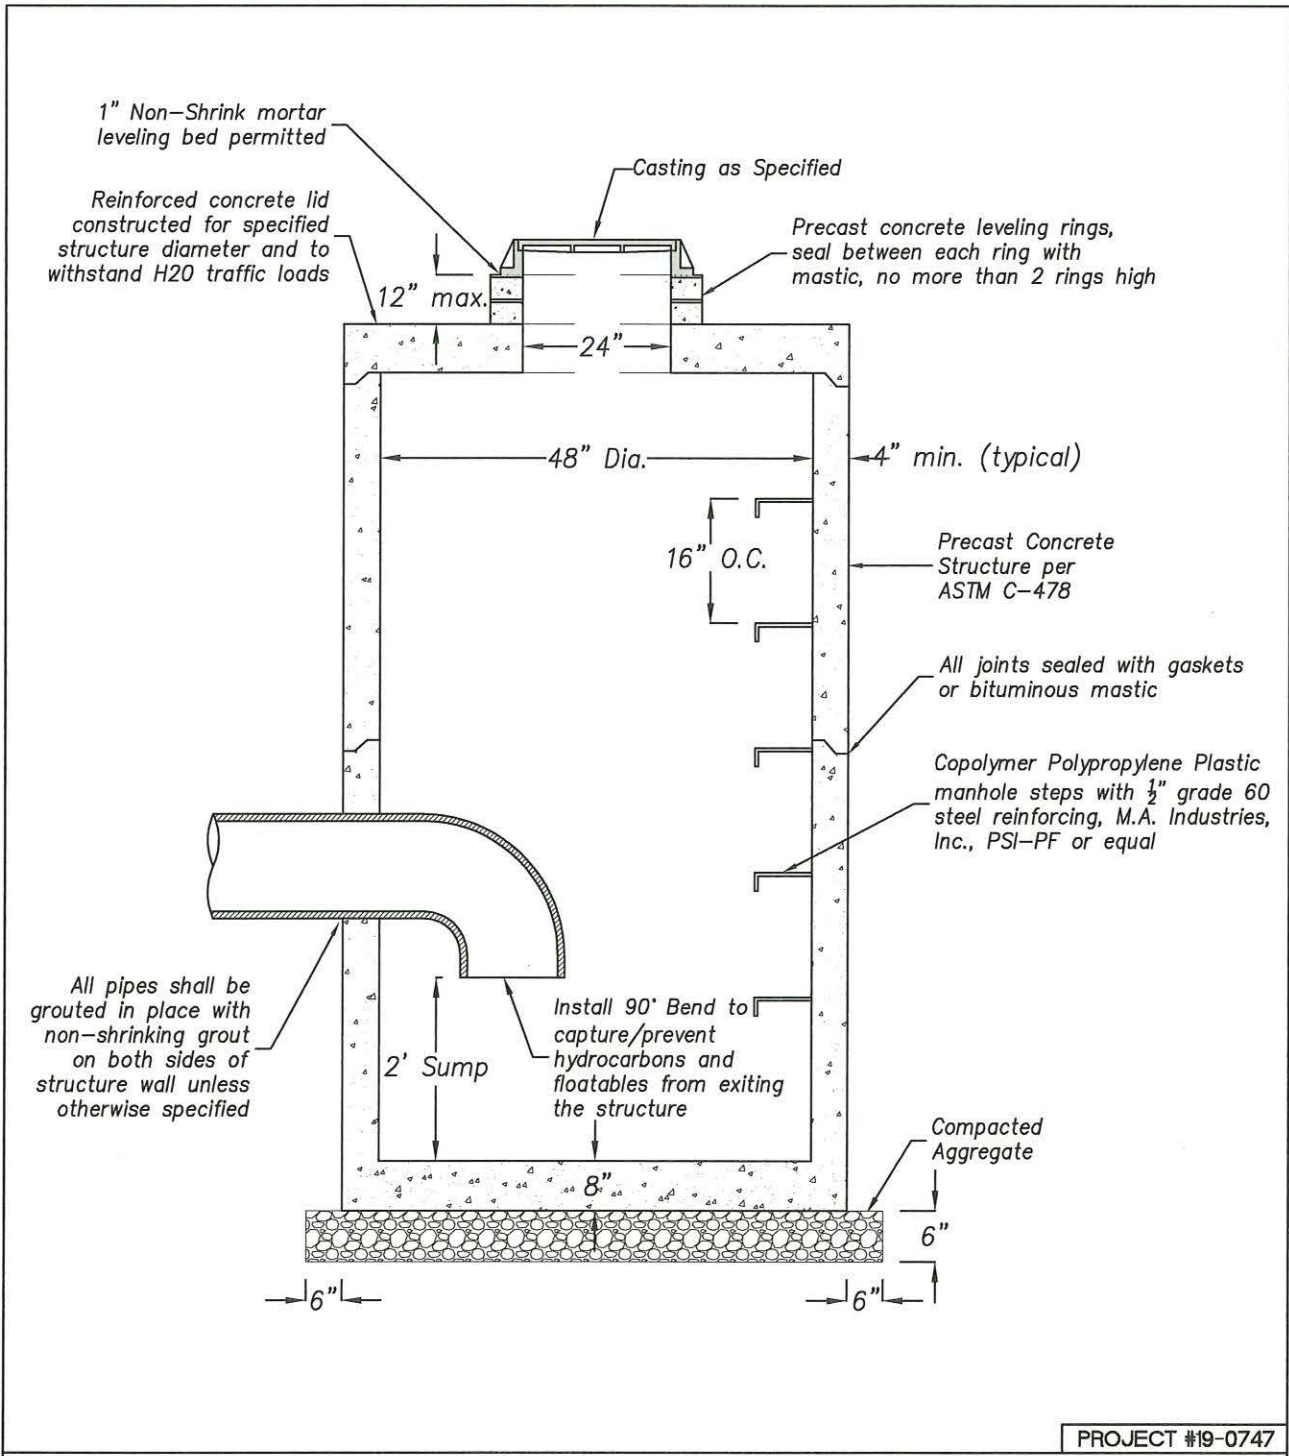 1” Non-Shrink mortar
leveling bed permitted
Casting as Specified
Reinforced concrete lid
constructed for specified
structure diameter and to
withstand H20 traffic loads
Precast concrete leveling rings,
seal between each ring with
mastic, no more than 2 rings high
12” max.
24”
48” Dia.
4” min. (typical)
16” O.C.
Precast Concrete
Structure per
ASTM C-478
All joints sealed with gaskets
or bituminous mastic
Copolymer Polypropylene Plastic
manhole steps with ½” grade 60
steel reinforcing, M.A. Industries,
Inc., PSI-PF or equal
All pipes shall be
grouted in place with
non-shrinking grout
on both sides of
structure wall unless
otherwise specified
2’ Sump
Install 90° Bend to
capture/prevent
hydrocarbons and
floatables from exiting
the structure
Compacted
Aggregate
8”
6”
6”
6”
PROJECT #19-0747